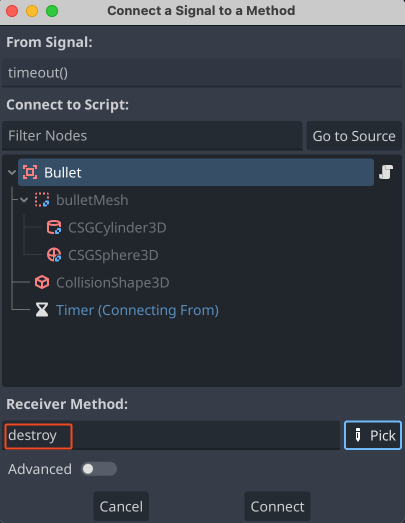 Connect a Signal to a Method
From Signal:
timeout()
Connect to Script:
Filter Nodes
Go to Source
Bullet
bulletMesh
CSGCylinder3D
CSGSphere3D
CollisionShape3D
Timer (Connecting From)
Receiver Method:
destroy
Pick
Advanced
Cancel
Connect